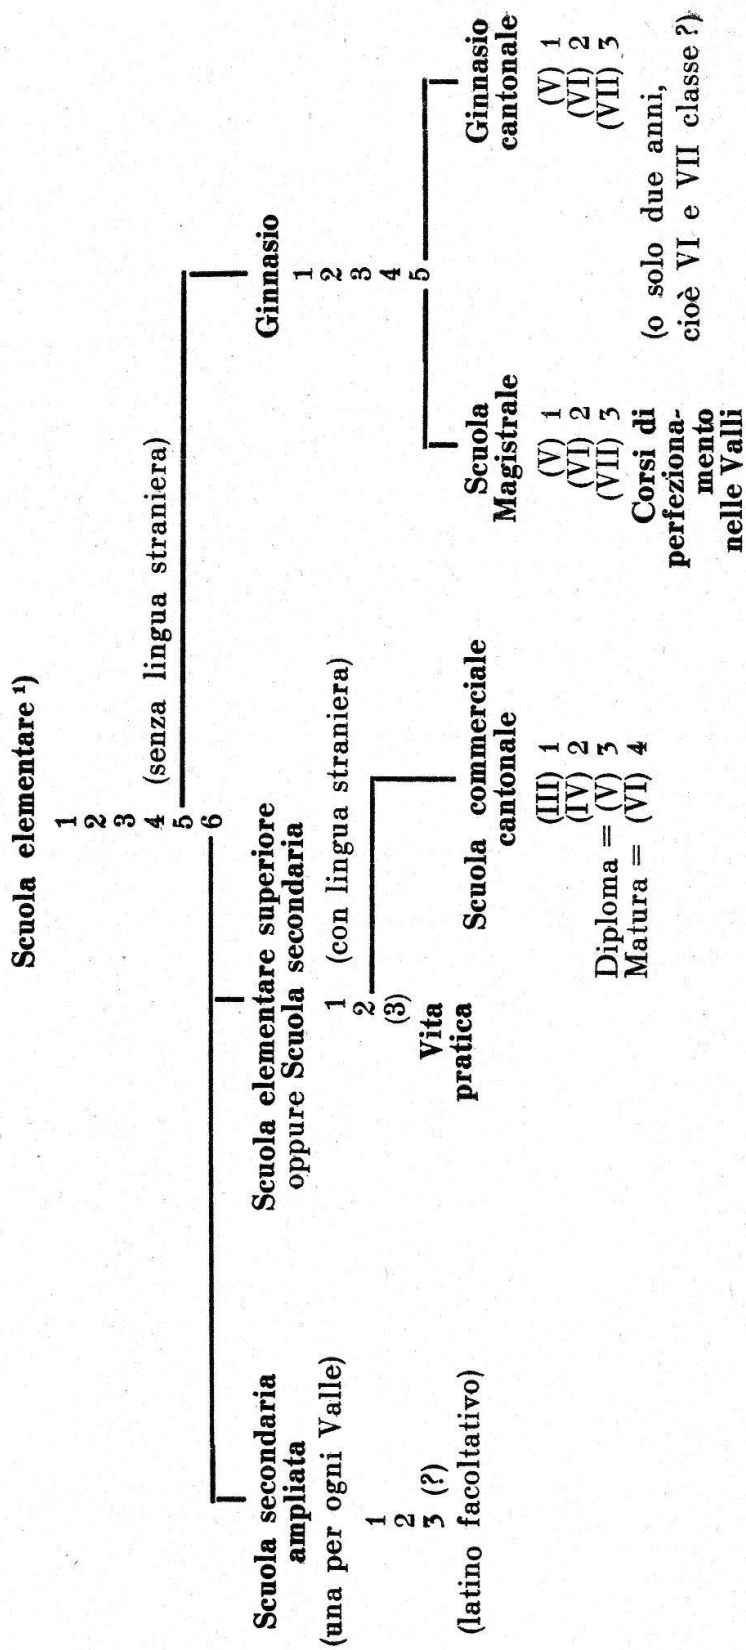 Scuola elementare ¹)
1
2
3
4 (senza lingua straniera)
5
6
Scuola secondaria
ampliata
(una per ogni Valle)
1
2
3 (?)
(latino facoltativo)
Scuola elementare superiore
oppure Scuola secondaria
1
2 (con lingua straniera)
(3)
Vita
pratica
Scuola commerciale
cantonale
(III) 1
(IV) 2
Diploma = (V) 3
Matura = (VI) 4
Ginnasio
1
2
3
4
5
Scuola
Magistrale
(V) 1
(VI) 2
(VII) 3
Corsi di
perfeziona-
mento
nelle Valli
Ginnasio
cantonale
(V) 1
(VI) 2
(VII) 3
(o solo due anni,
cioè VI e VII classe ?)